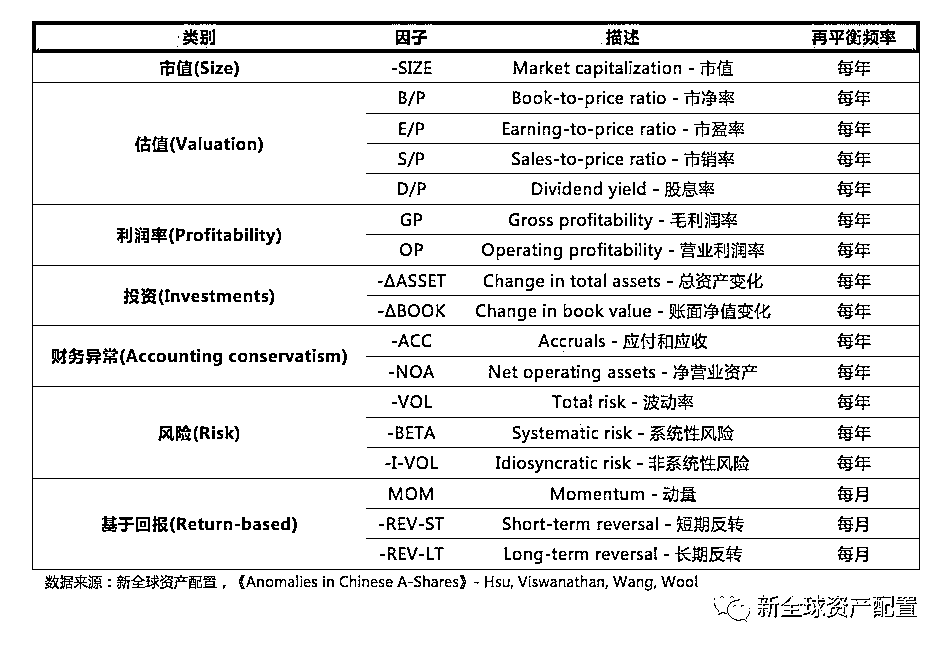 类别 因子 描述 再平衡频率
市值(Size) -SIZE Market capitalization - 市值 每年
B/P Book-to-price ratio - 市净率 每年
估值(Valuation) E/P Earning-to-price ratio - 市盈率 每年
S/P Sales-to-price ratio - 市销率 每年
D/P Dividend yield - 股息率 每年
利润率(Profitability) GP Gross profitability - 毛利润率 每年
OP Operating profitability - 营业利润率 每年
投资(Investments) -ΔASSET Change in total assets - 总资产变化 每年
-ΔBOOK Change in book value - 账面净值变化 每年
财务异常(Accounting conservatism) -ACC Accruals - 应付和应收 每年
-NOA Net operating assets - 净营业资产 每年
-VOL Total risk - 波动率 每年
风险(Risk) -BETA Systematic risk - 系统性风险 每年
-I-VOL Idiosyncratic risk - 非系统性风险 每年
MOM Momentum - 动量 每月
基于回报(Return-based) -REV-ST Short-term reversal - 短期反转 每月
-REV-LT Long-term reversal - 长期反转 每月
数据来源：新全球资产配置，《Anomalies in Chinese A-Shares》- Hsu, Viswanathan, Wang, Wool
新全球资产配置